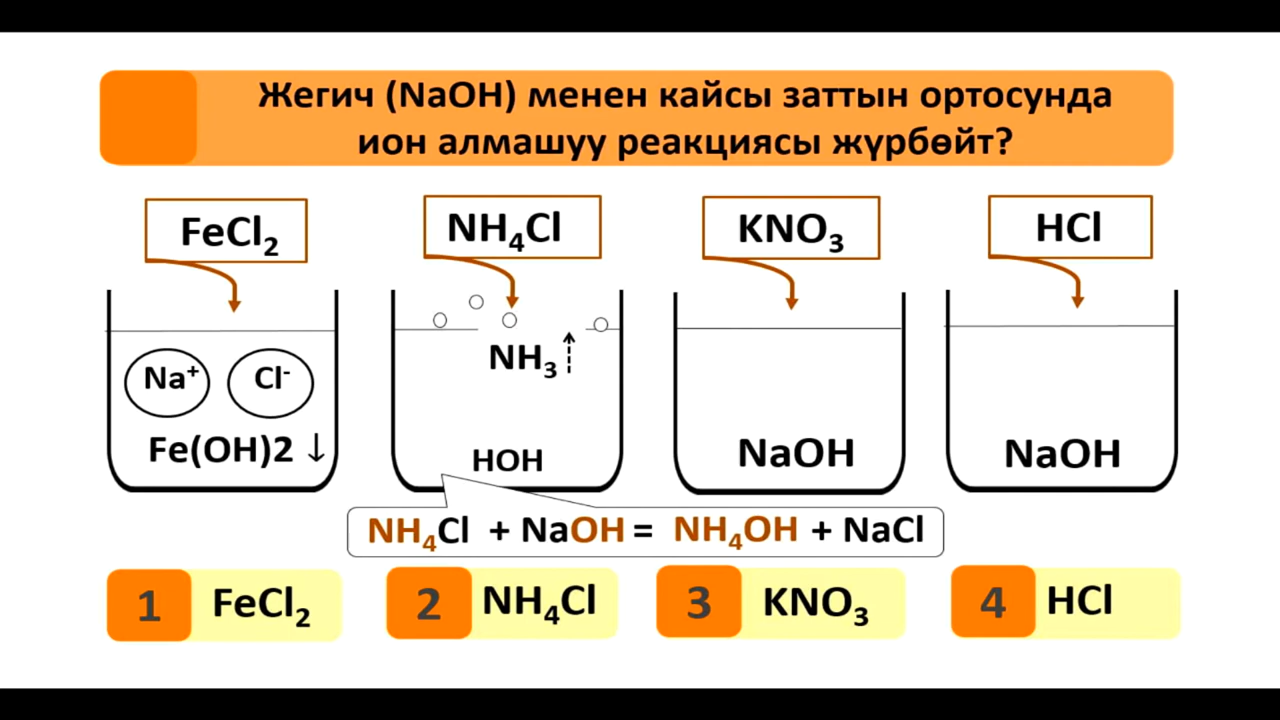 Жегич (NaOH) менен кайсы заттын ортосунда
ион алмашуу реакциясы жүрбөйт?
FeCl₂
NH₄Cl
KNO₃
HCl
Na⁺ Cl⁻
Fe(OH)2 ↓
NH₃
HOH
NaOH
NaOH
NH₄Cl + NaOH = NH₄OH + NaCl
1 FeCl₂
2 NH₄Cl
3 KNO₃
4 HCl